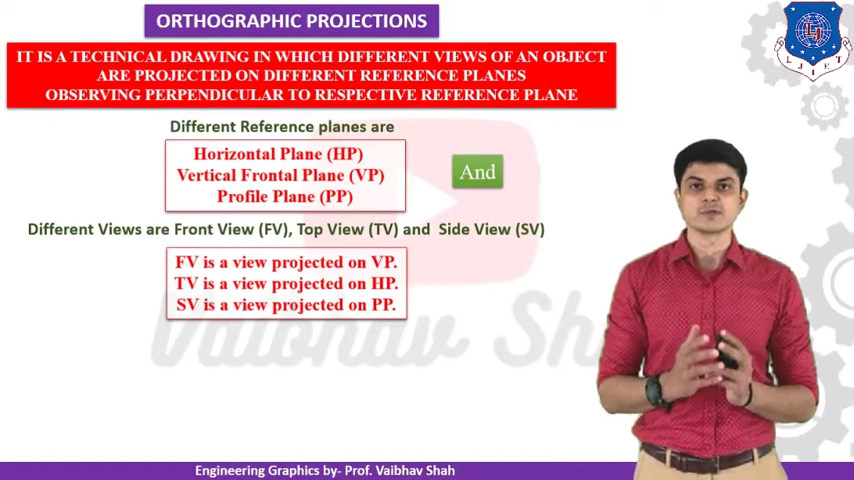 ORTHOGRAPHIC PROJECTIONS
IT IS A TECHNICAL DRAWING IN WHICH DIFFERENT VIEWS OF AN OBJECT
ARE PROJECTED ON DIFFERENT REFERENCE PLANES
OBSERVING PERPENDICULAR TO RESPECTIVE REFERENCE PLANE
Different Reference planes are
Horizontal Plane (HP)
Vertical Frontal Plane (VP)
Profile Plane (PP)
And
Different Views are Front View (FV), Top View (TV) and Side View (SV)
FV is a view projected on VP.
TV is a view projected on HP.
SV is a view projected on PP.
Vaibhav Sh
Engineering Graphics by- Prof. Vaibhav Shah
LJIET